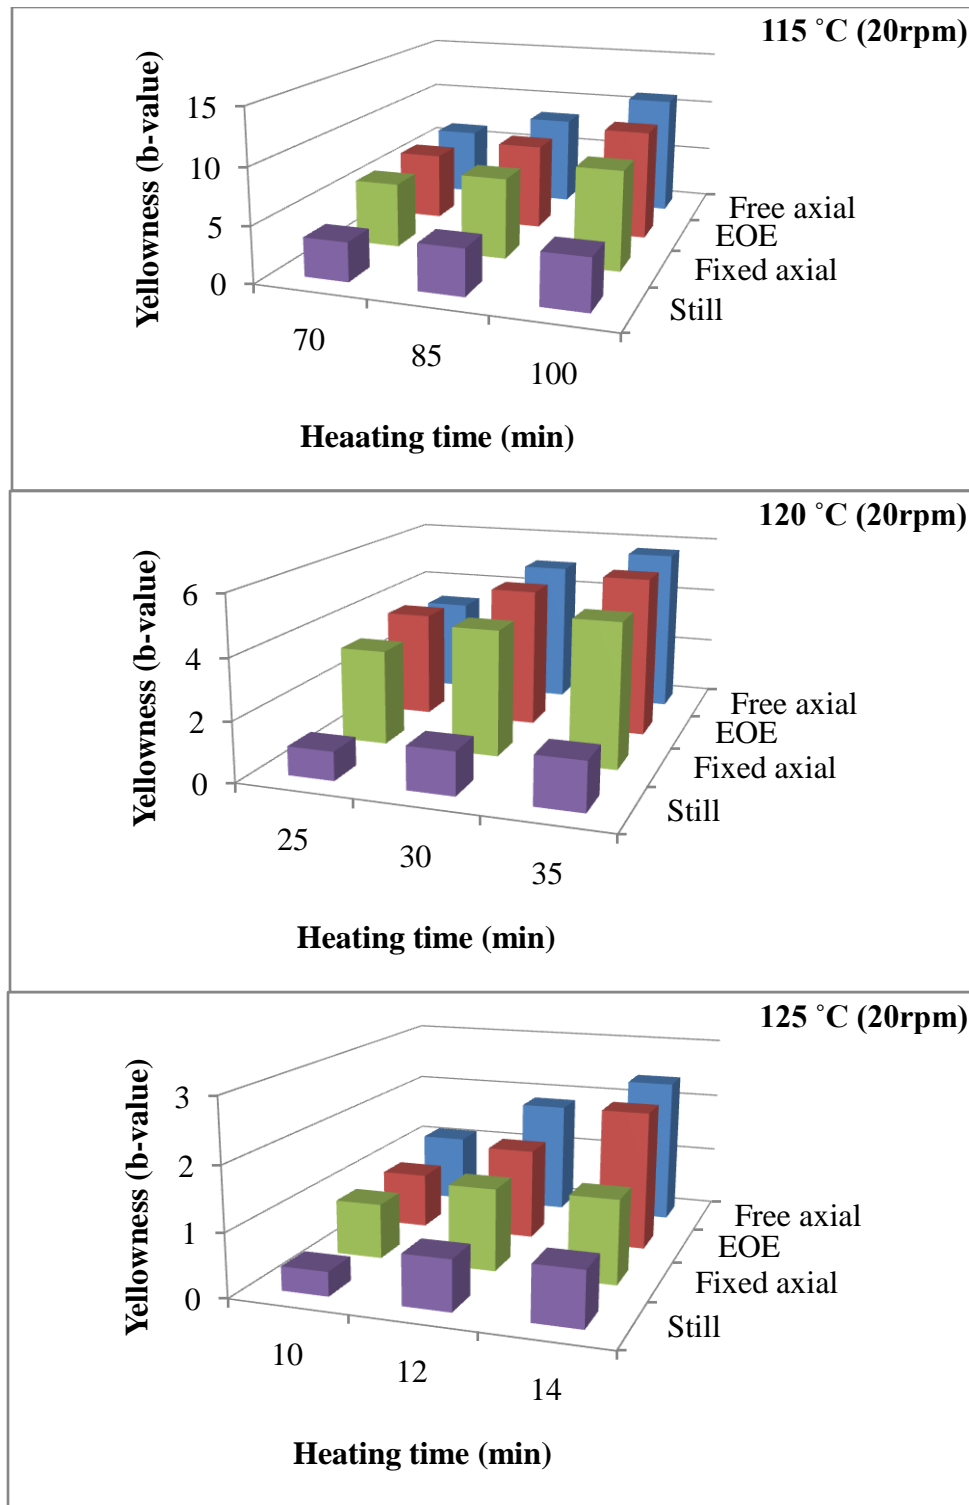 115 ˚C (20rpm)
Yellowness (b-value)
15
10
5
0
70
85
100
Free axial
EOE
Fixed axial
Still
Heaating time (min)
120 ˚C (20rpm)
Yellowness (b-value)
6
4
2
0
25
30
35
Free axial
EOE
Fixed axial
Still
Heating time (min)
125 ˚C (20rpm)
Yellowness (b-value)
3
2
1
0
10
12
14
Free axial
EOE
Fixed axial
Still
Heating time (min)